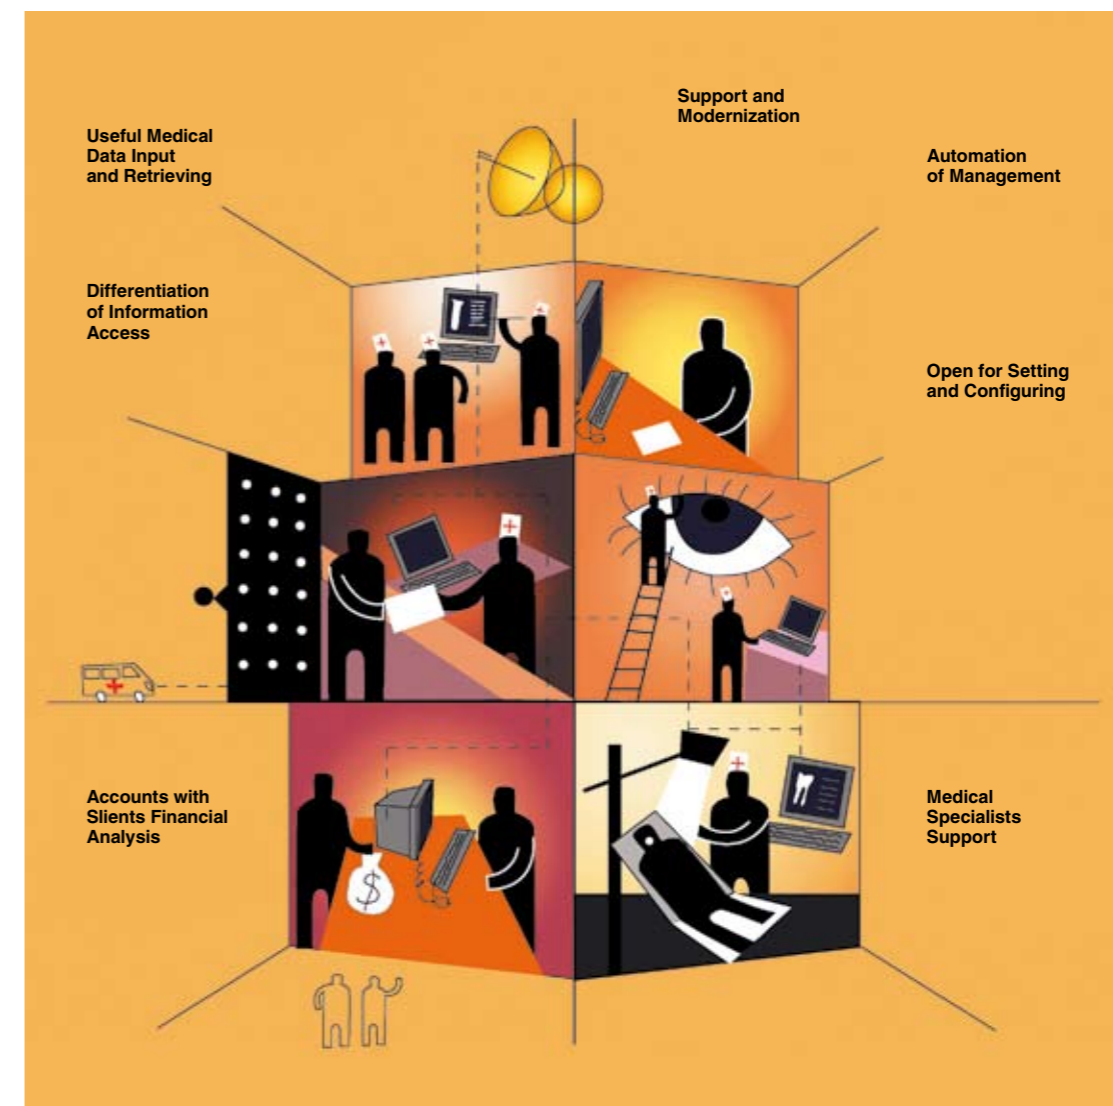 Support and
Modernization
Useful Medical
Data Input
and Retrieving
Automation
of Management
Differentiation
of Information
Access
Open for Setting
and Configuring
$
Accounts with
Slients Financial
Analysis
Medical
Specialists
Support